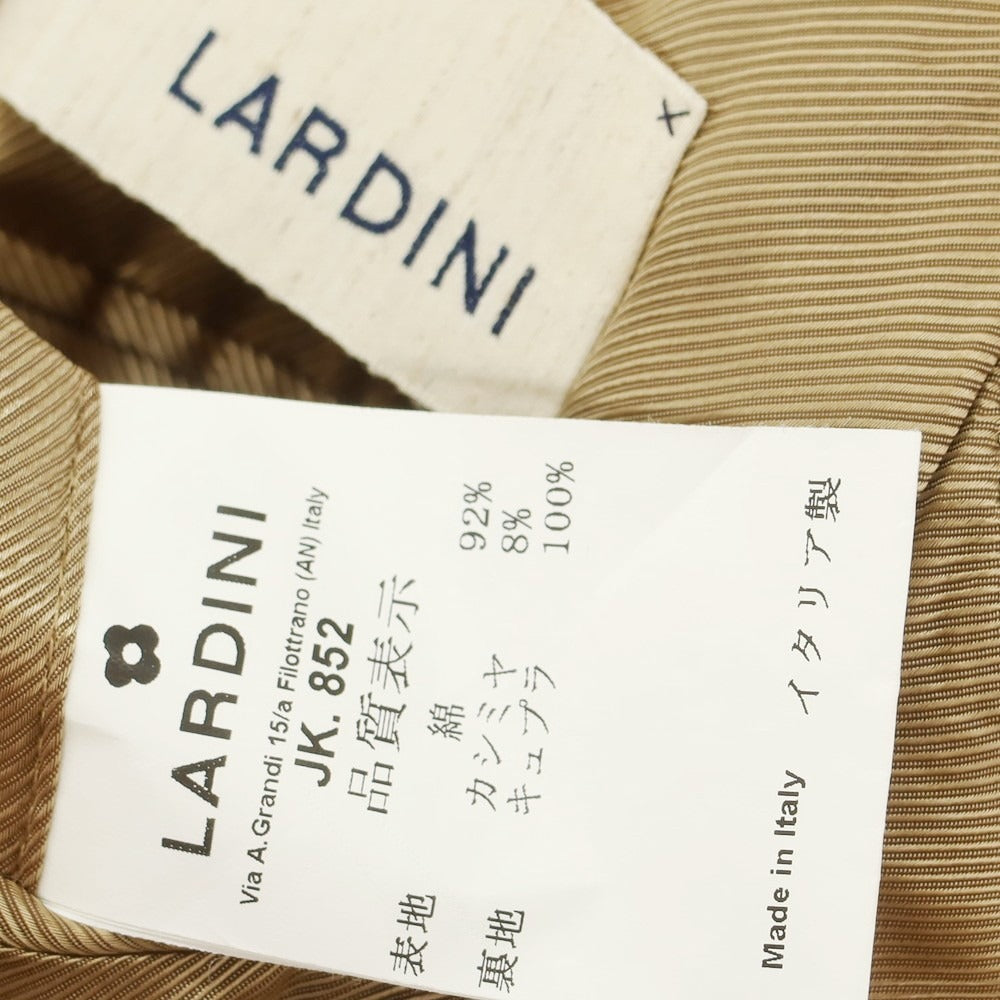 LARDINI
X
LARDINI
Via A.Grandi 15/a Filottrano (AN) Italy
JK. 852
品質表示
表地 綿 92%
カシミヤ 8%
裏地 キュプラ 100%
Made in Italy イタリア製